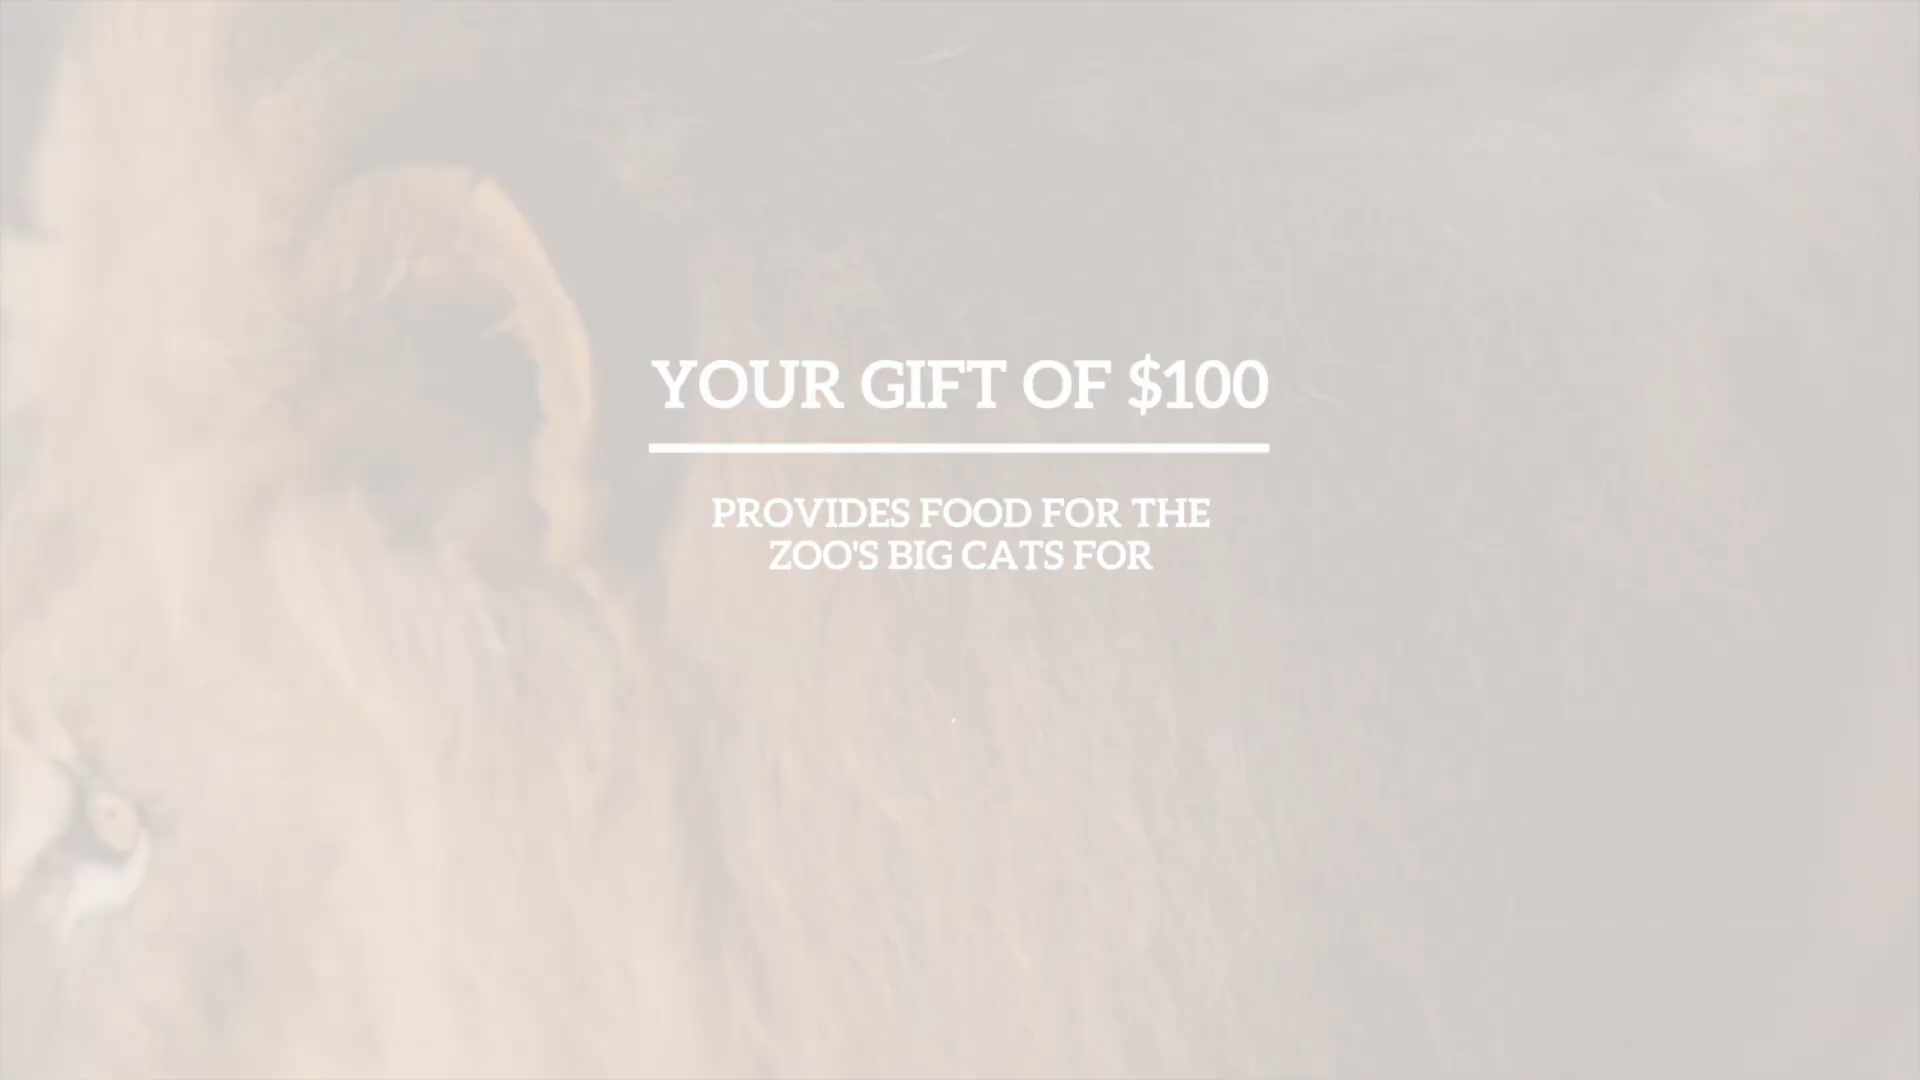 YOUR GIFT OF $100
PROVIDES FOOD FOR THE
ZOO'S BIG CATS FOR